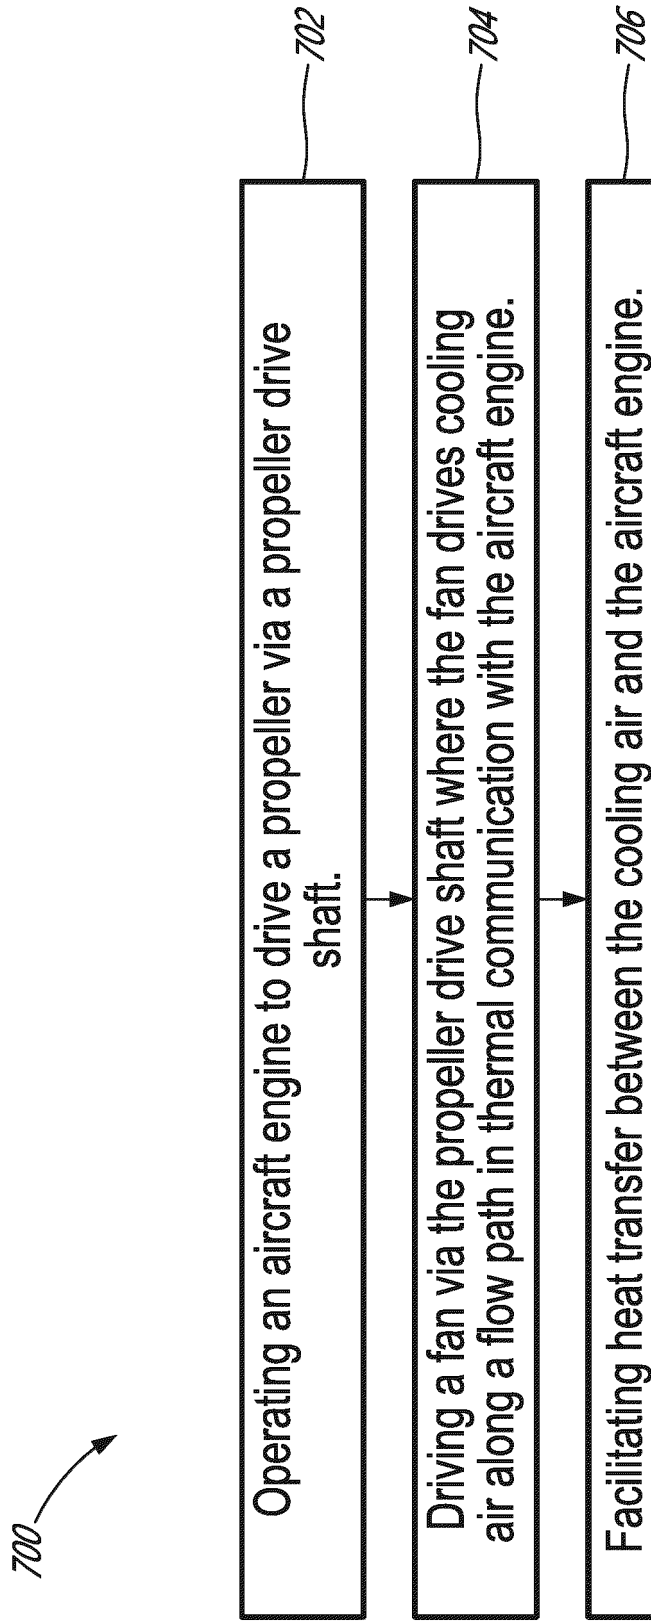 700
Operating an aircraft engine to drive a propeller via a propeller drive
shaft.
702
Driving a fan via the propeller drive shaft where the fan drives cooling
air along a flow path in thermal communication with the aircraft engine.
704
Facilitating heat transfer between the cooling air and the aircraft engine.
706